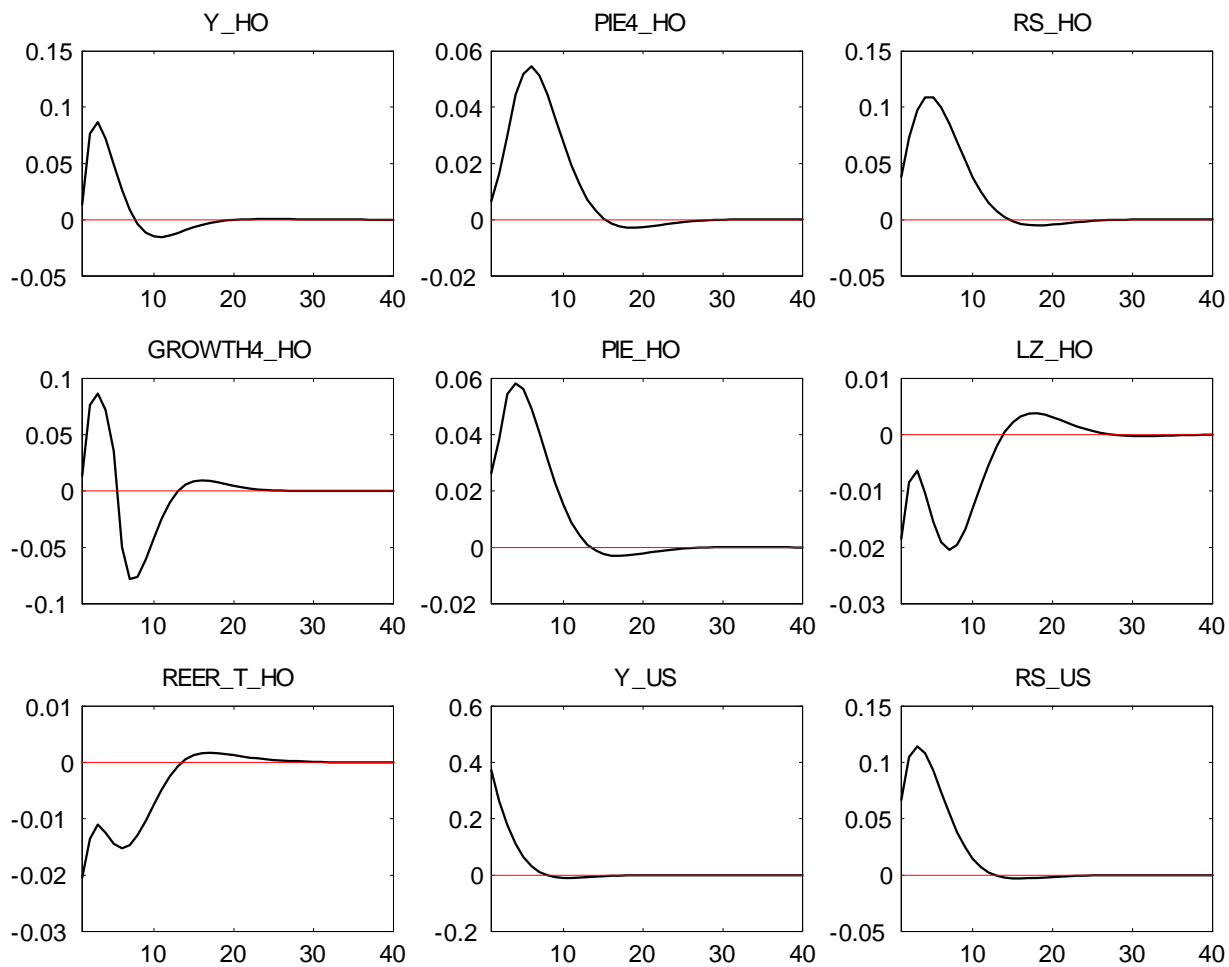 Y_HO PIE4_HO RS_HO
0.15 0.06 0.15
0.1 0.04 0.1
0.05 0.02 0.05
0 0 0
-0.05 -0.02 -0.05
10 20 30 40 10 20 30 40 10 20 30 40
GROWTH4_HO PIE_HO LZ_HO
0.1 0.06 0.01
0.05 0.04 0
0 0.02 -0.01
-0.05 0 -0.02
-0.1 -0.02 -0.03
10 20 30 40 10 20 30 40 10 20 30 40
REER_T_HO Y_US RS_US
0.01 0.6 0.15
0 0.4 0.1
-0.01 0.2 0.05
-0.02 0 0
-0.03 -0.2 -0.05
10 20 30 40 10 20 30 40 10 20 30 40